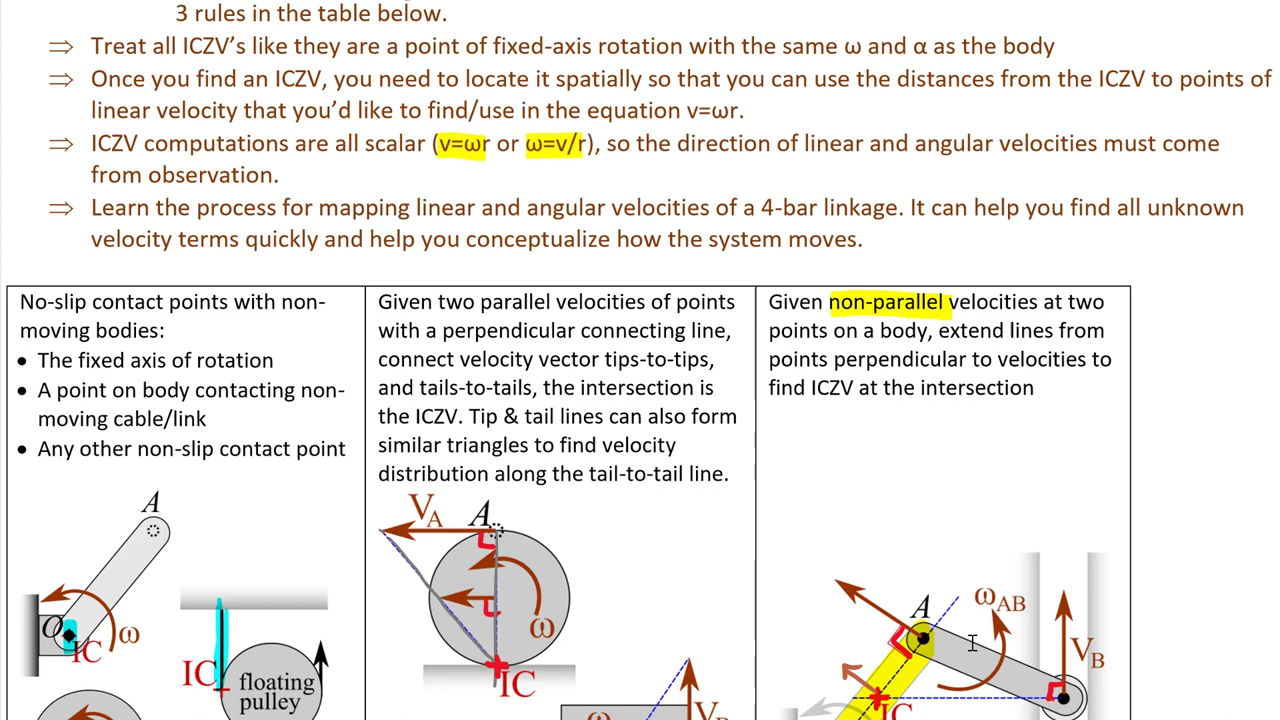 3 rules in the table below.
⇒ Treat all ICZV's like they are a point of fixed-axis rotation with the same ω and α as the body
⇒ Once you find an ICZV, you need to locate it spatially so that you can use the distances from the ICZV to points of
linear velocity that you'd like to find/use in the equation v=ωr.
⇒ ICZV computations are all scalar (v=ωr or ω=v/r), so the direction of linear and angular velocities must come
from observation.
⇒ Learn the process for mapping linear and angular velocities of a 4-bar linkage. It can help you find all unknown
velocity terms quickly and help you conceptualize how the system moves.
No-slip contact points with non-
moving bodies:
• The fixed axis of rotation
• A point on body contacting non-
moving cable/link
• Any other non-slip contact point
A
O
ω
IC
IC
floating
pulley
Given two parallel velocities of points
with a perpendicular connecting line,
connect velocity vector tips-to-tips,
and tails-to-tails, the intersection is
the ICZV. Tip & tail lines can also form
similar triangles to find velocity
distribution along the tail-to-tail line.
V_A A
ω
IC
Given non-parallel velocities at two
points on a body, extend lines from
points perpendicular to velocities to
find ICZV at the intersection
A
ω_AB
V_B
IC